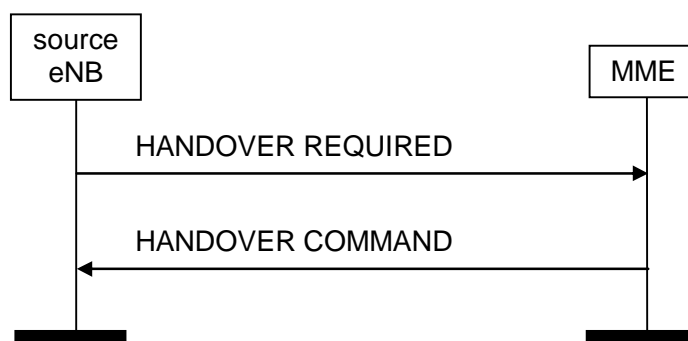 source
eNB
MME
HANDOVER REQUIRED
HANDOVER COMMAND